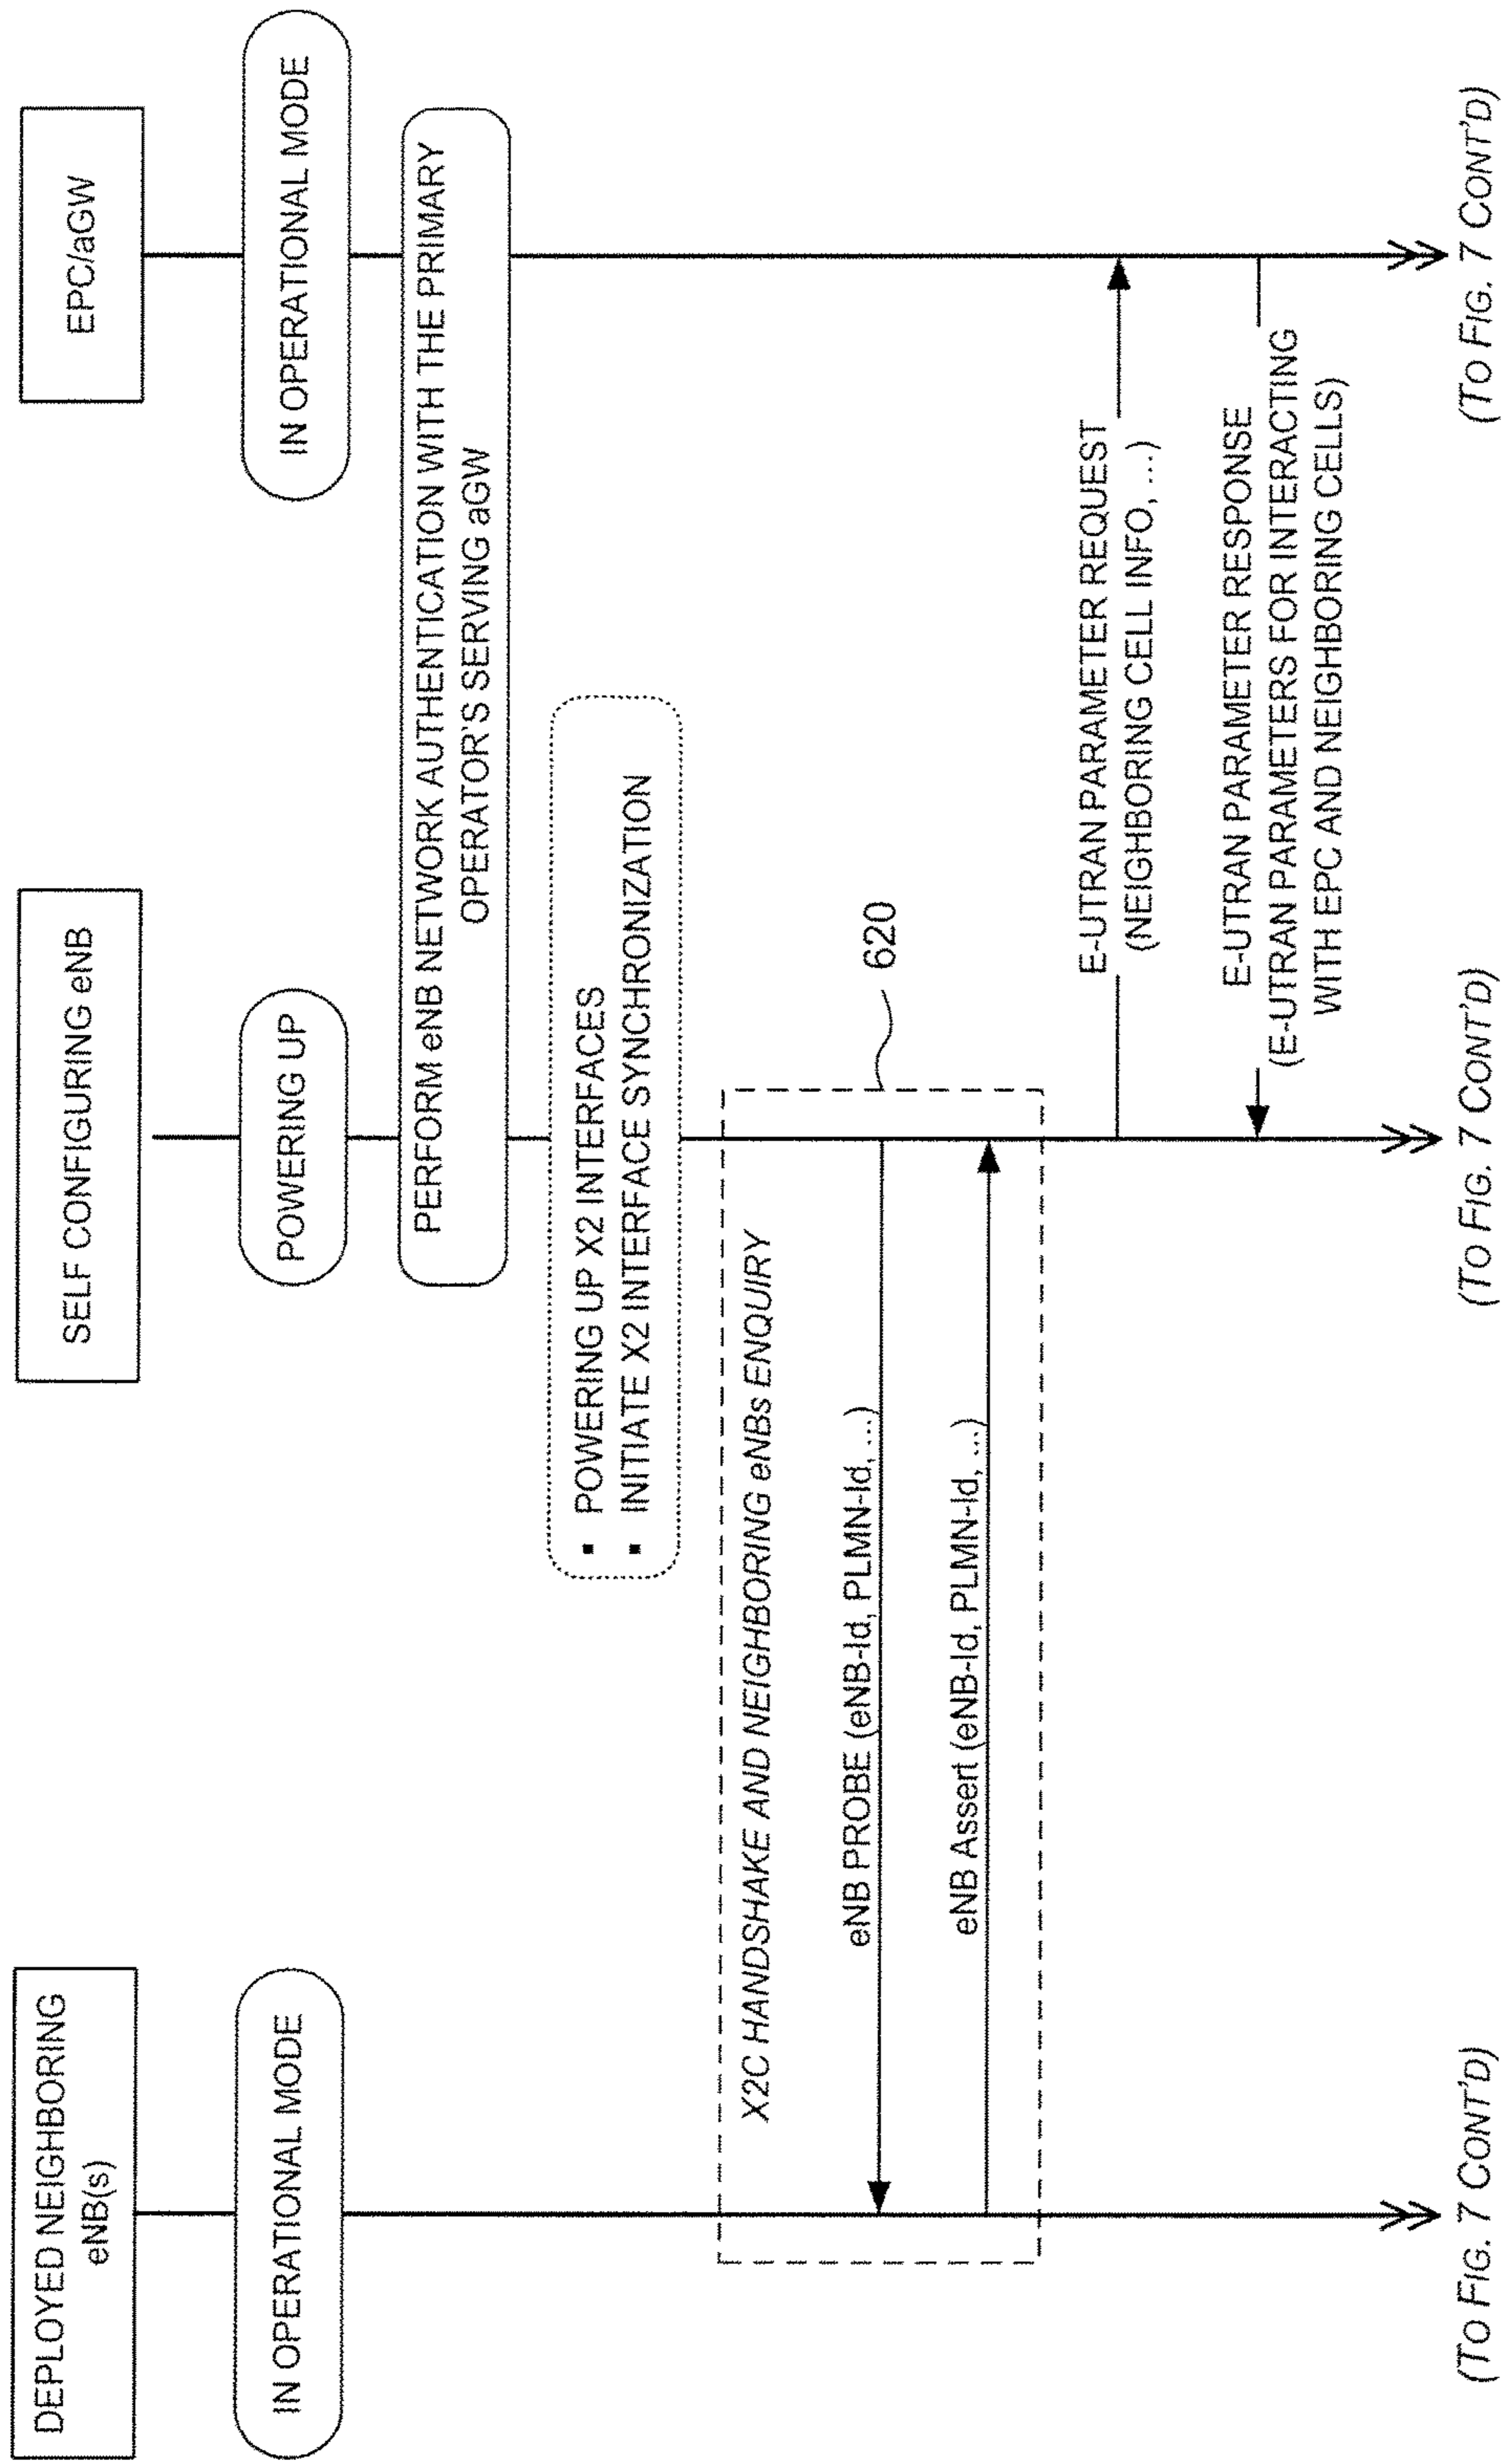 DEPLOYED NEIGHBORING
eNB(s)
SELF CONFIGURING eNB
EPC/aGW
IN OPERATIONAL MODE
POWERING UP
IN OPERATIONAL MODE
PERFORM eNB NETWORK AUTHENTICATION WITH THE PRIMARY
OPERATOR'S SERVING aGW
▪ POWERING UP X2 INTERFACES
▪ INITIATE X2 INTERFACE SYNCHRONIZATION
X2C HANDSHAKE AND NEIGHBORING eNBs ENQUIRY
eNB PROBE (eNB-Id, PLMN-Id, ...)
620
eNB Assert (eNB-Id, PLMN-Id, ...)
E-UTRAN PARAMETER REQUEST
(NEIGHBORING CELL INFO, ...)
E-UTRAN PARAMETER RESPONSE
(E-UTRAN PARAMETERS FOR INTERACTING
WITH EPC AND NEIGHBORING CELLS)
(TO FIG. 7 CONT'D)
(TO FIG. 7 CONT'D)
(TO FIG. 7 CONT'D)